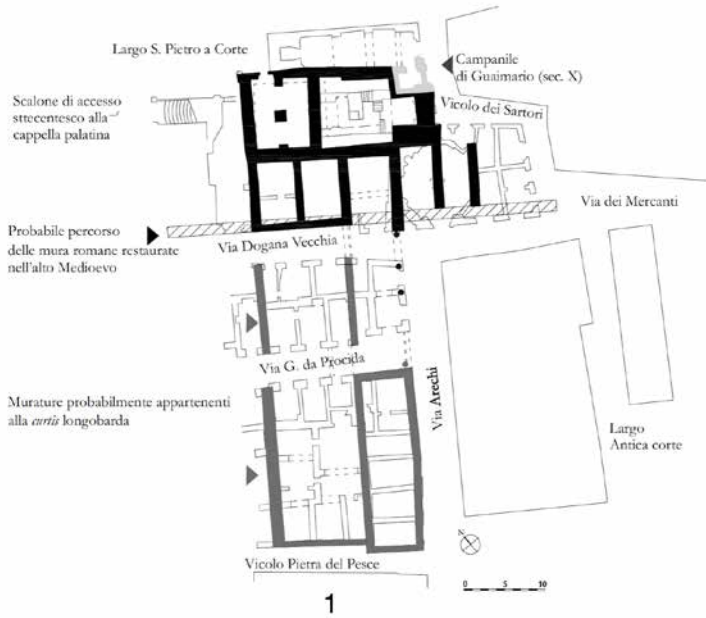 Largo S. Pietro a Corte
Campanile
di Guaimario (sec. X)
Scalone di accesso
sttecentesco alla
cappella palatina
Vicolo dei Sartori
Via dei Mercanti
Probabile percorso
delle mura romane restaurate
nell'alto Medioevo
Via Dogana Vecchia
Via G. da Procida
Murature probabilmente appartenenti
alla curtis longobarda
Via Arechi
Largo
Antica corte
Vicolo Pietra del Pesce
N
0 5 10
1